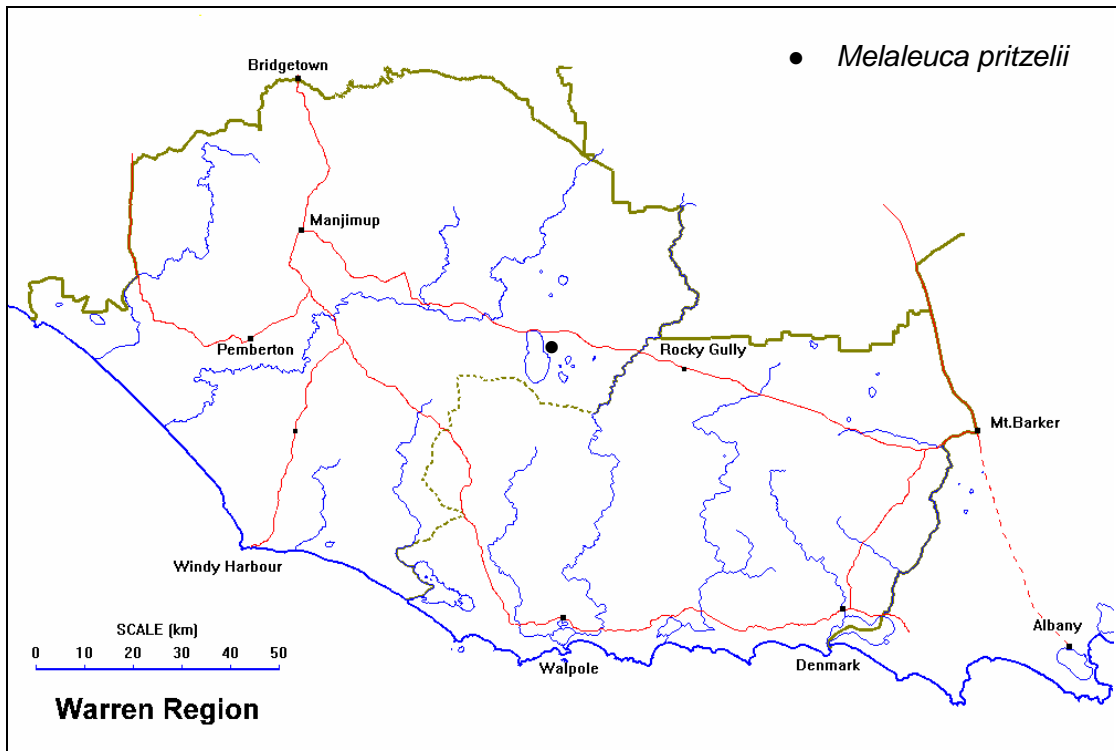 Melaleuca pritzelii
Bridgetown
Manjimup
Pemberton
Rocky Gully
Mt.Barker
Windy Harbour
SCALE (km)
0 10 20 30 40 50
Walpole
Denmark
Albany
Warren Region